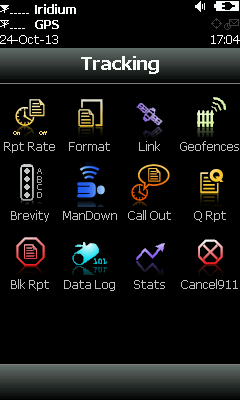 Iridium
GPS
24-Oct-13 17:04
Tracking
On Off
Rpt Rate Format Link Geofences
A
B
C
D
Brevity ManDown Call Out Q Rpt
Q
101
Blk Rpt Data Log Stats Cancel911